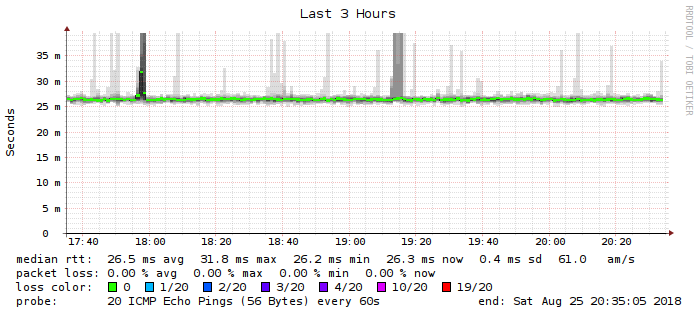 Last 3 Hours
RRDTOOL / TOBI OETIKER
Seconds
35 m
30 m
25 m
20 m
15 m
10 m
5 m
0
17:40 18:00 18:20 18:40 19:00 19:20 19:40 20:00 20:20
median rtt: 26.5 ms avg 31.8 ms max 26.2 ms min 26.3 ms now 0.4 ms sd 61.0 am/s
packet loss: 0.00 % avg 0.00 % max 0.00 % min 0.00 % now
loss color: 0 1/20 2/20 3/20 4/20 10/20 19/20
probe: 20 ICMP Echo Pings (56 Bytes) every 60s end: Sat Aug 25 20:35:05 2018